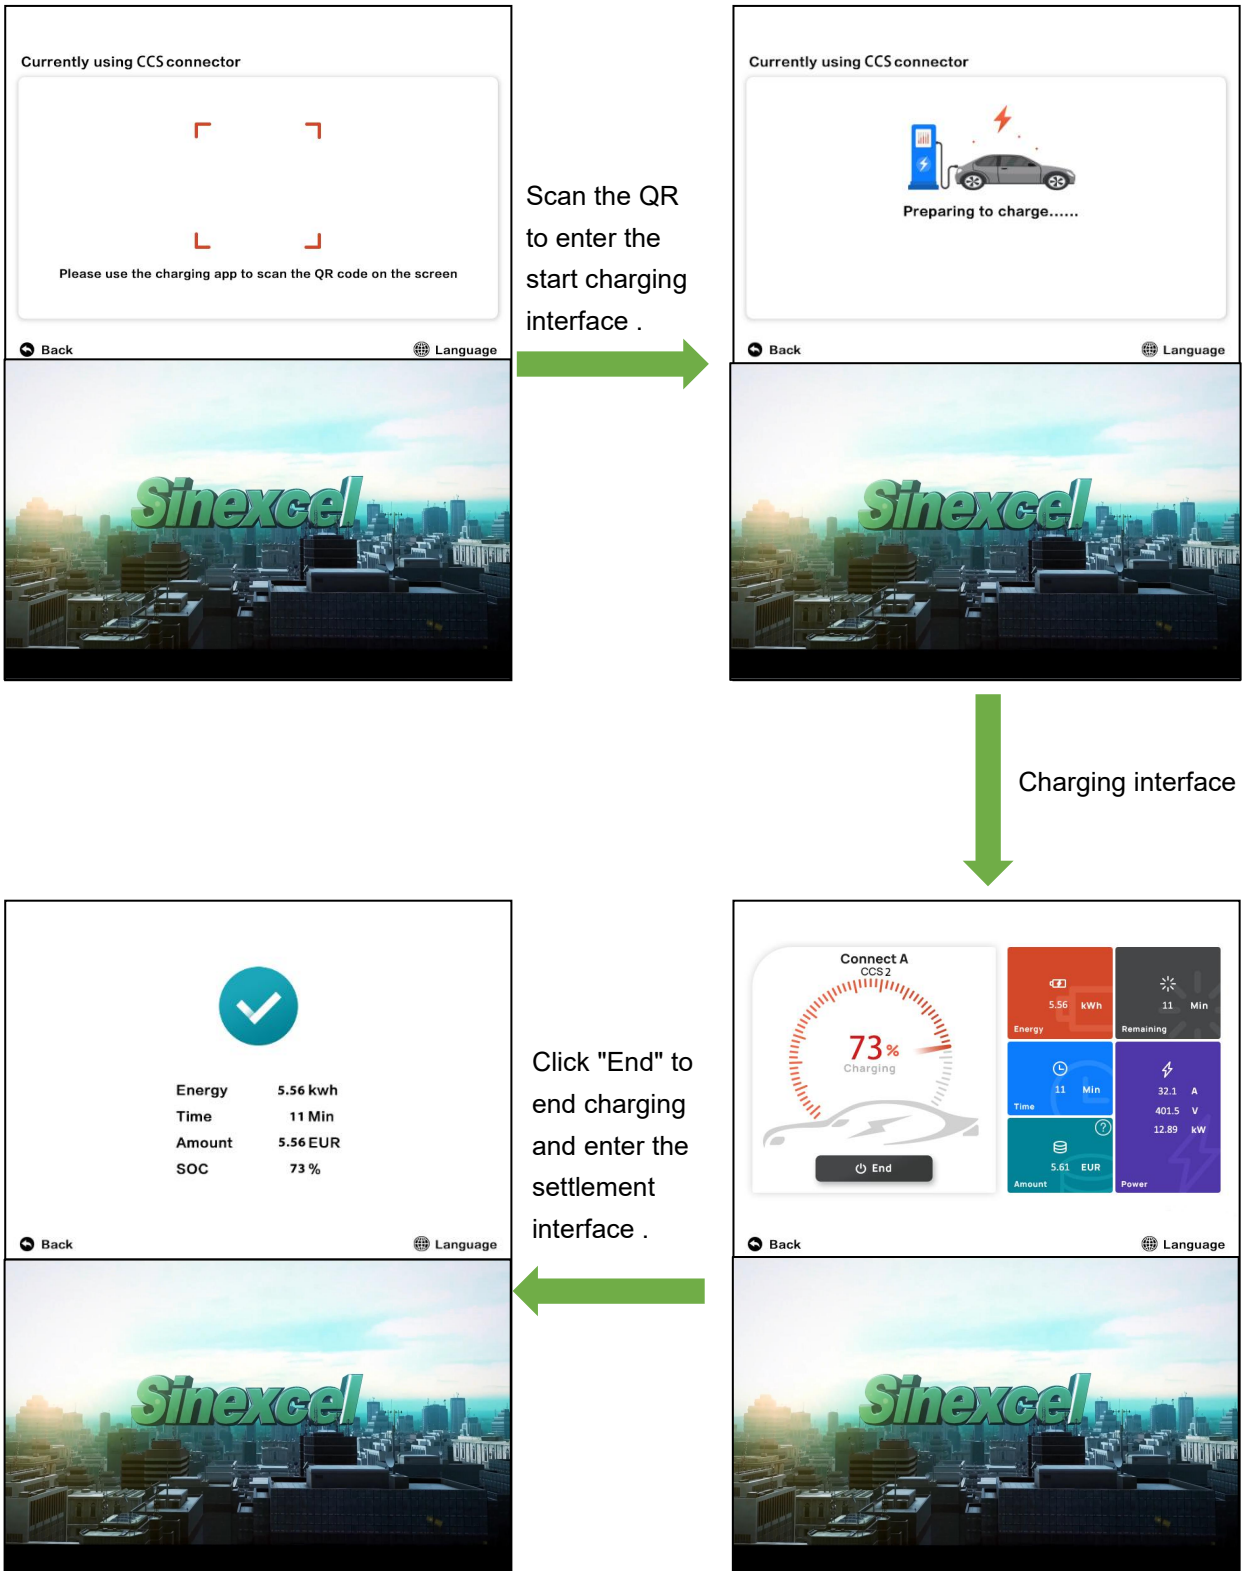 Currently using CCS connector
Please use the charging app to scan the QR code on the screen
Back
Language
Sinexcel
Scan the QR
to enter the
start charging
interface .
Currently using CCS connector
Preparing to charge......
Back
Language
Sinexcel
Charging interface
Connect A
CCS 2
73 %
Charging
End
5.56 kWh
Energy
11 Min
Remaining
11 Min
Time
32.1 A
401.5 V
12.89 kW
Power
?
5.61 EUR
Amount
Back
Language
Sinexcel
Click "End" to
end charging
and enter the
settlement
interface .
Energy 5.56 kwh
Time 11 Min
Amount 5.56 EUR
SOC 73 %
Back
Language
Sinexcel